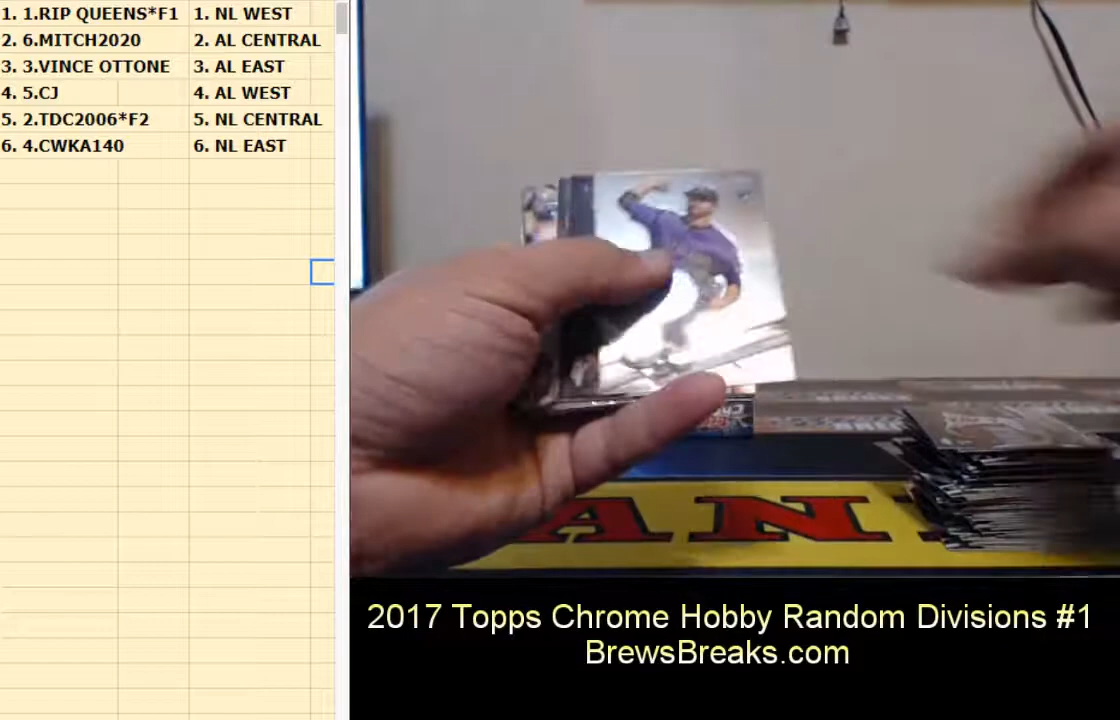 1. 1.RIP QUEENS*F1 1. NL WEST
2. 6.MITCH2020 2. AL CENTRAL
3. 3.VINCE OTTONE 3. AL EAST
4. 5.CJ 4. AL WEST
5. 2.TDC2006*F2 5. NL CENTRAL
6. 4.CWKA140 6. NL EAST
ANI
2017 Topps Chrome Hobby Random Divisions #1
BrewsBreaks.com